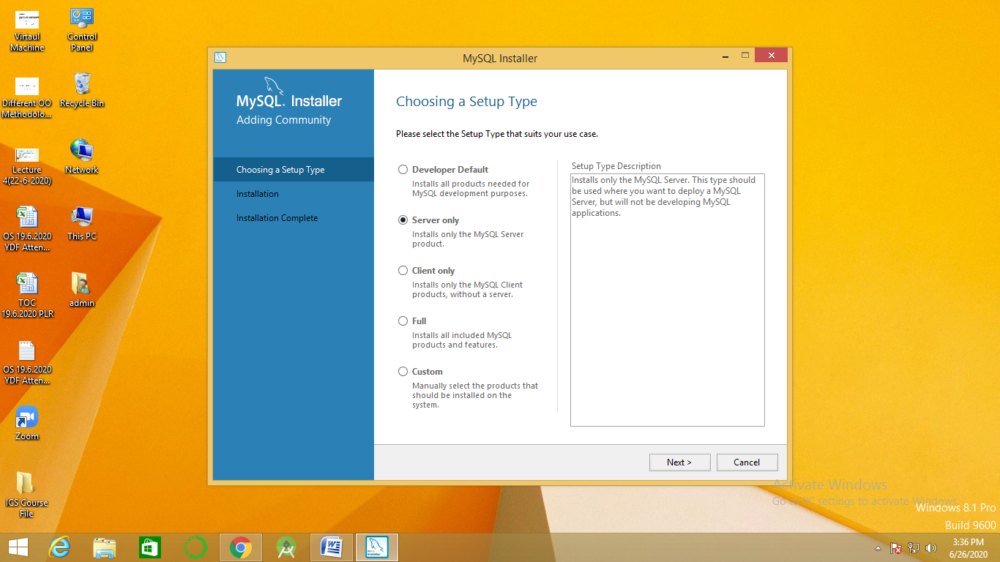 Virtaul
Machine
Control
Panel
Different OO
Methodolo...
Recycle Bin
Lecture
4(22-6-2020)
Network
OS 19.6.2020
YDF Atten...
This PC
TOC
19.6.2020 PLR
admin
OS 19.6.2020
YDF Atten...
Zoom
ICS Course
File
MySQL Installer
MySQL. Installer
Adding Community
Choosing a Setup Type
Installation
Installation Complete
Choosing a Setup Type
Please select the Setup Type that suits your use case.
Developer Default
Installs all products needed for
MySQL development purposes.
Server only
Installs only the MySQL Server
product.
Client only
Installs only the MySQL Client
products, without a server.
Full
Installs all included MySQL
products and features.
Custom
Manually select the products that
should be installed on the
system.
Setup Type Description
Installs only the MySQL Server. This type should
be used where you want to deploy a MySQL
Server, but will not be developing MySQL
applications.
Next >
Cancel
Activate Windows
Go to PC settings to activate Windows.
Windows 8.1 Pro
Build 9600
3:36 PM
6/26/2020